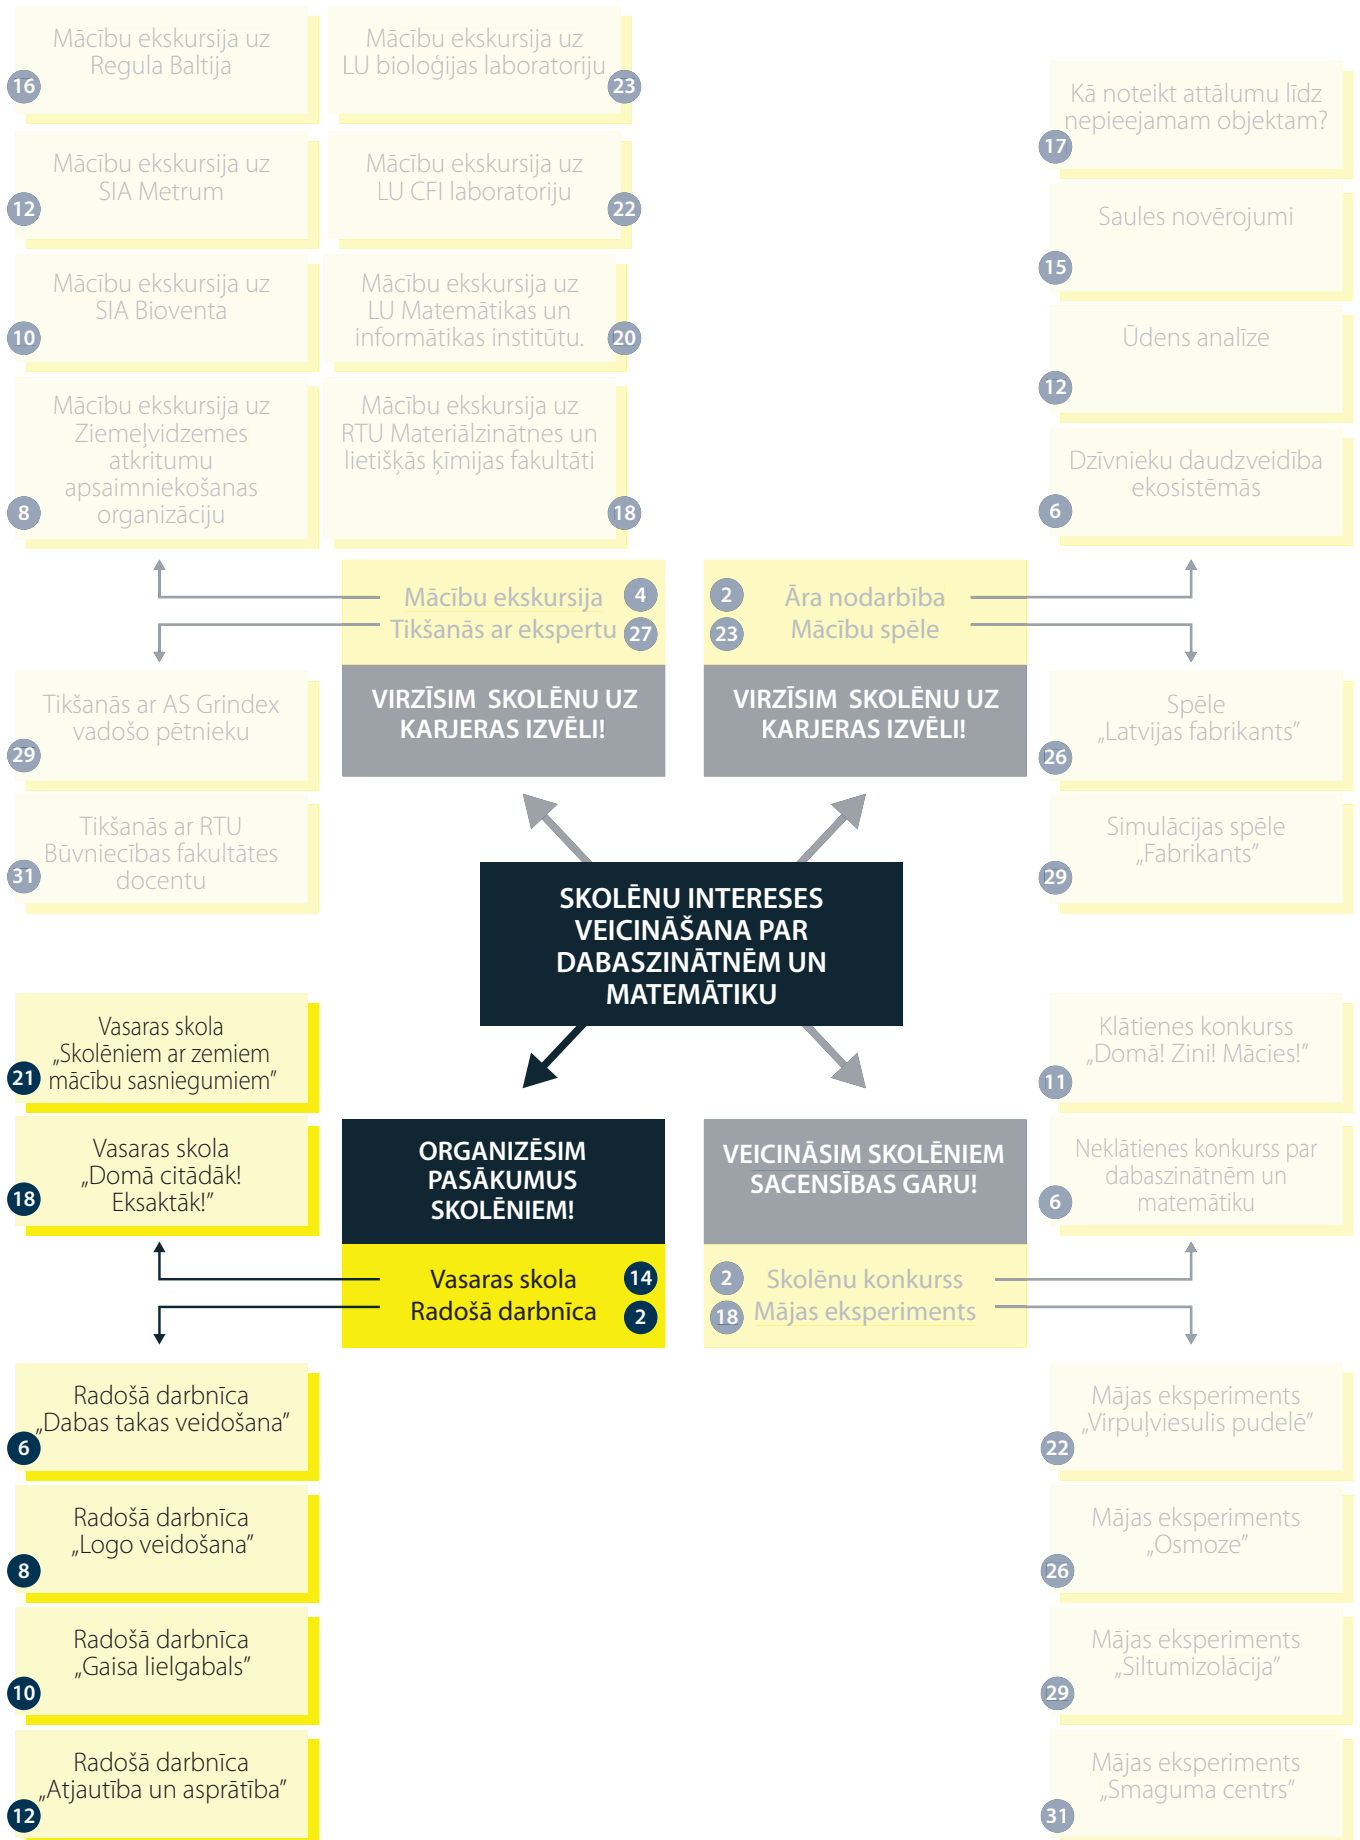 Mācību ekskursija uz
Regula Baltija
16
Mācību ekskursija uz
LU bioloģijas laboratoriju
23
Mācību ekskursija uz
SIA Metrum
12
Mācību ekskursija uz
LU CFI laboratoriju
22
Mācību ekskursija uz
SIA Bioventa
10
Mācību ekskursija uz
LU Matemātikas un
informātikas institūtu.
20
Mācību ekskursija uz
Ziemeļvidzemes
atkritumu
apsaimniekošanas
organizāciju
8
Mācību ekskursija uz
RTU Materiālzinātnes un
lietišķās ķīmijas fakultāti
18
Kā noteikt attālumu līdz
nepieejamam objektam?
17
Saules novērojumi
15
Ūdens analīze
12
Dzīvnieku daudzveidība
ekosistēmās
6
Mācību ekskursija 4
Tikšanās ar ekspertu 27
VIRZĪSIM SKOLĒNU UZ
KARJERAS IZVĒLI!
2 Āra nodarbība
23 Mācību spēle
VIRZĪSIM SKOLĒNU UZ
KARJERAS IZVĒLI!
Tikšanās ar AS Grindex
vadošo pētnieku
29
Tikšanās ar RTU
Būvniecības fakultātes
docentu
31
Spēle
„Latvijas fabrikants”
26
Simulācijas spēle
„Fabrikants”
29
SKOLĒNU INTERESES
VEICINĀŠANA PAR
DABASZINĀTNĒM UN
MATEMĀTIKU
Vasaras skola
„Skolēniem ar zemiem
mācību sasniegumiem”
21
Vasaras skola
„Domā citādāk!
Eksaktāk!”
18
ORGANIZĒSIM
PASĀKUMUS
SKOLĒNIEM!
Vasaras skola 14
Radošā darbnīca 2
VEICINĀSIM SKOLĒNIEM
SACENSĪBAS GARU!
2 Skolēnu konkurss
18 Mājas eksperiments
Klātienes konkurss
„Domā! Zini! Mācies!”
11
Neklātienes konkurss par
dabaszinātnēm un
matemātiku
6
Radošā darbnīca
„Dabas takas veidošana”
6
Radošā darbnīca
„Logo veidošana”
8
Radošā darbnīca
„Gaisa lielgabals”
10
Radošā darbnīca
„Atjautība un asprātība”
12
Mājas eksperiments
„Virpuļviesulis pudelē”
22
Mājas eksperiments
„Osmoze”
26
Mājas eksperiments
„Siltumizolācija”
29
Mājas eksperiments
„Smaguma centrs”
31